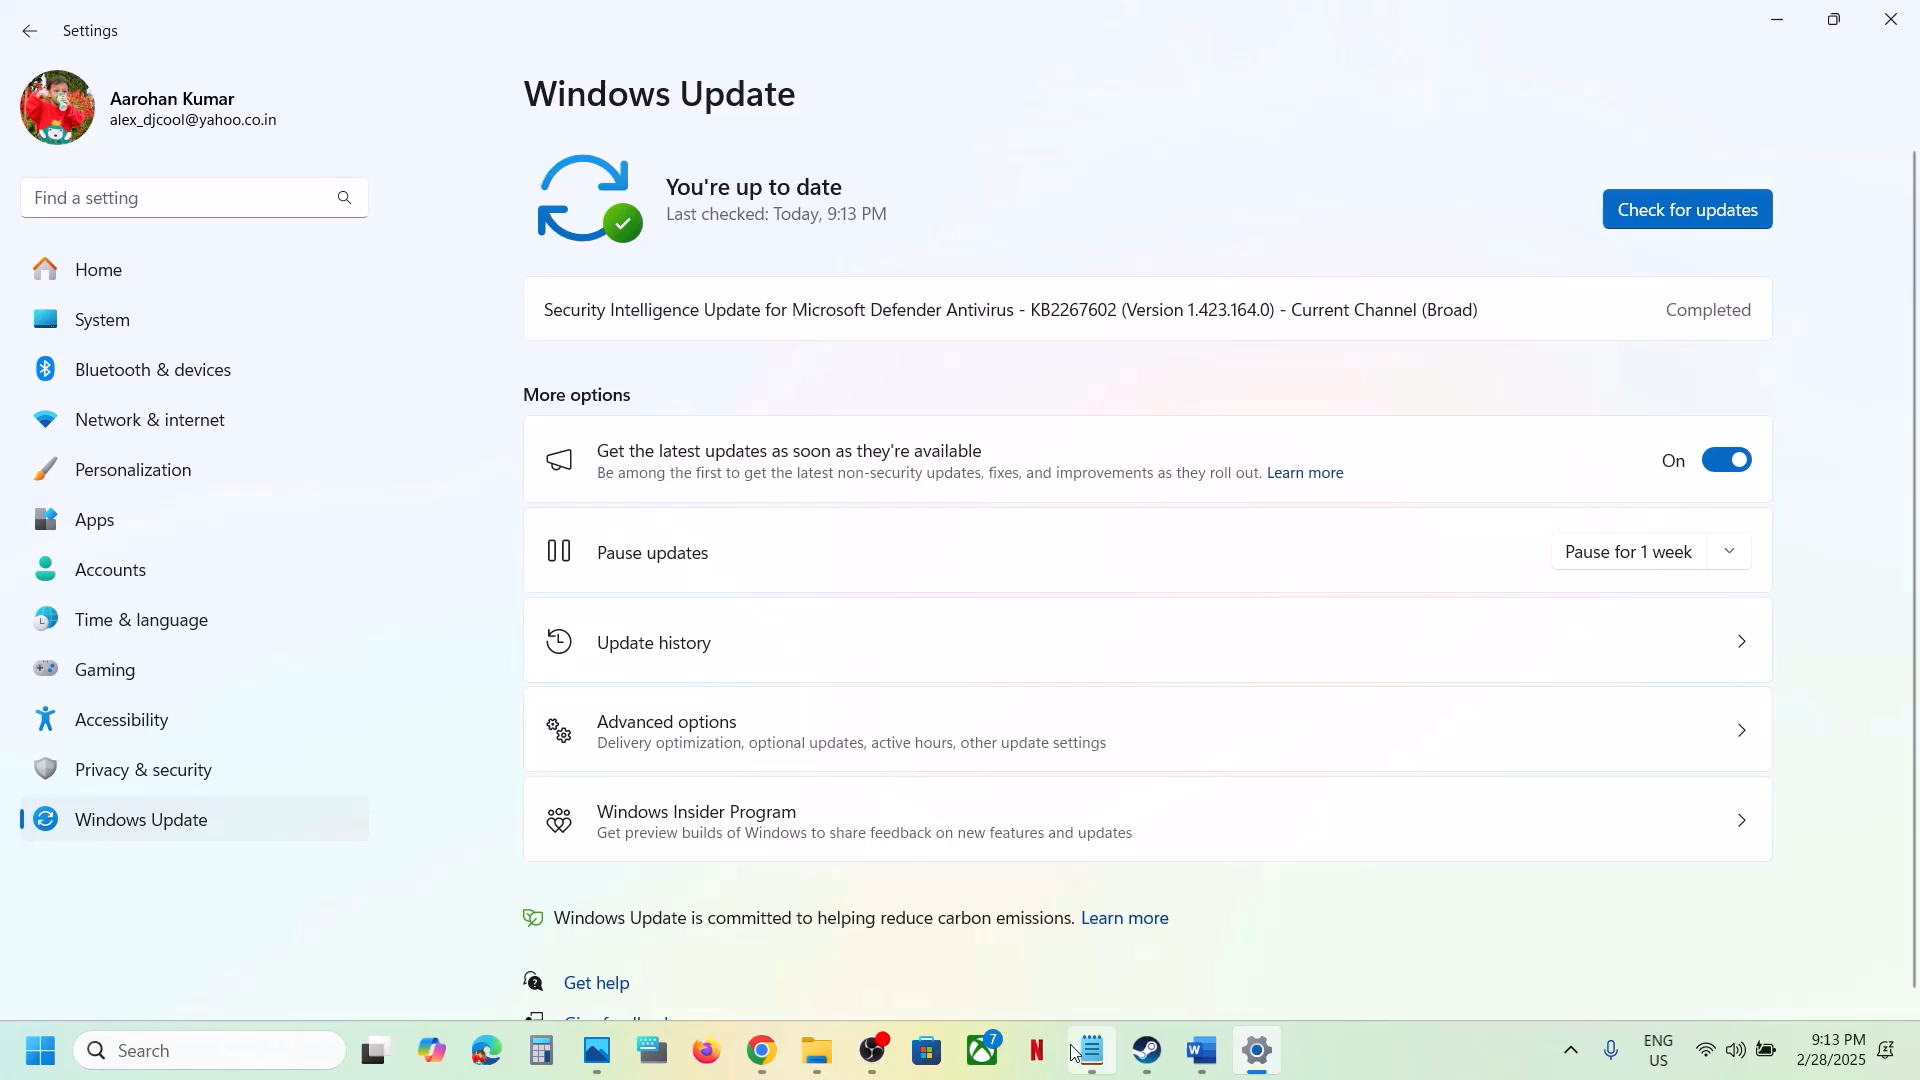 Settings
Aarohan Kumar
alex_djcool@yahoo.co.in
Find a setting
Home
System
Bluetooth & devices
Network & internet
Personalization
Apps
Accounts
Time & language
Gaming
Accessibility
Privacy & security
Windows Update
Windows Update
You're up to date
Last checked: Today, 9:13 PM
Check for updates
Security Intelligence Update for Microsoft Defender Antivirus - KB2267602 (Version 1.423.164.0) - Current Channel (Broad) Completed
More options
Get the latest updates as soon as they're available
Be among the first to get the latest non-security updates, fixes, and improvements as they roll out. Learn more
On
Pause updates
Pause for 1 week
Update history
Advanced options
Delivery optimization, optional updates, active hours, other update settings
Windows Insider Program
Get preview builds of Windows to share feedback on new features and updates
Windows Update is committed to helping reduce carbon emissions. Learn more
Get help
Search
7
N
W
ENG
US
9:13 PM
2/28/2025